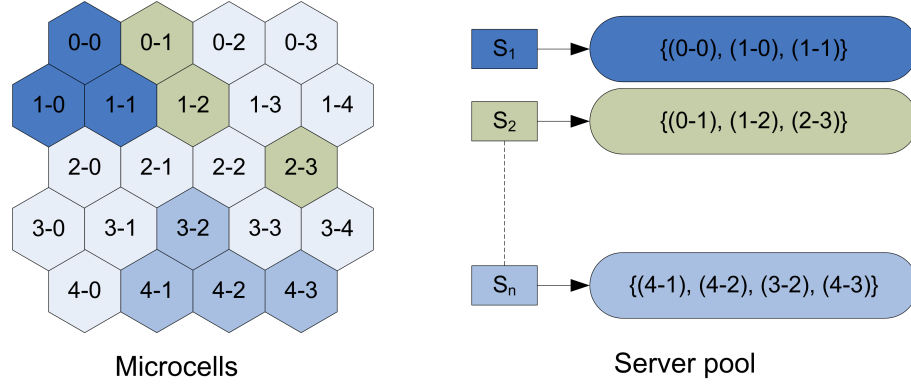 0-0 0-1 0-2 0-3
1-0 1-1 1-2 1-3 1-4
2-0 2-1 2-2 2-3
3-0 3-1 3-2 3-3 3-4
4-0 4-1 4-2 4-3
Microcells
S₁ {(0-0), (1-0), (1-1)}
S₂ {(0-1), (1-2), (2-3)}
Sₙ {(4-1), (4-2), (3-2), (4-3)}
Server pool